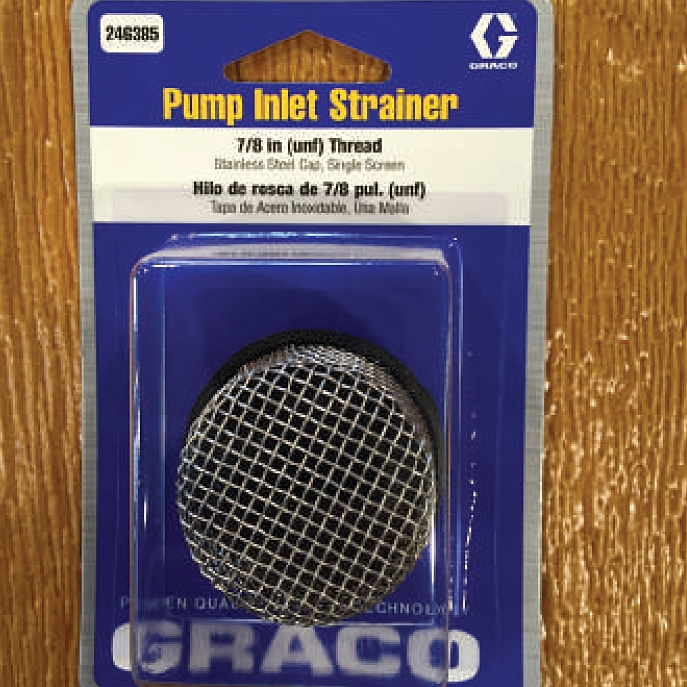 246385
GRACO
Pump Inlet Strainer
7/8 in (unf) Thread
Stainless Steel Cap, Single Screen
Hilo de rosca de 7/8 pul. (unf)
Tapa de Acero Inoxidable, Una Malla
GRACO